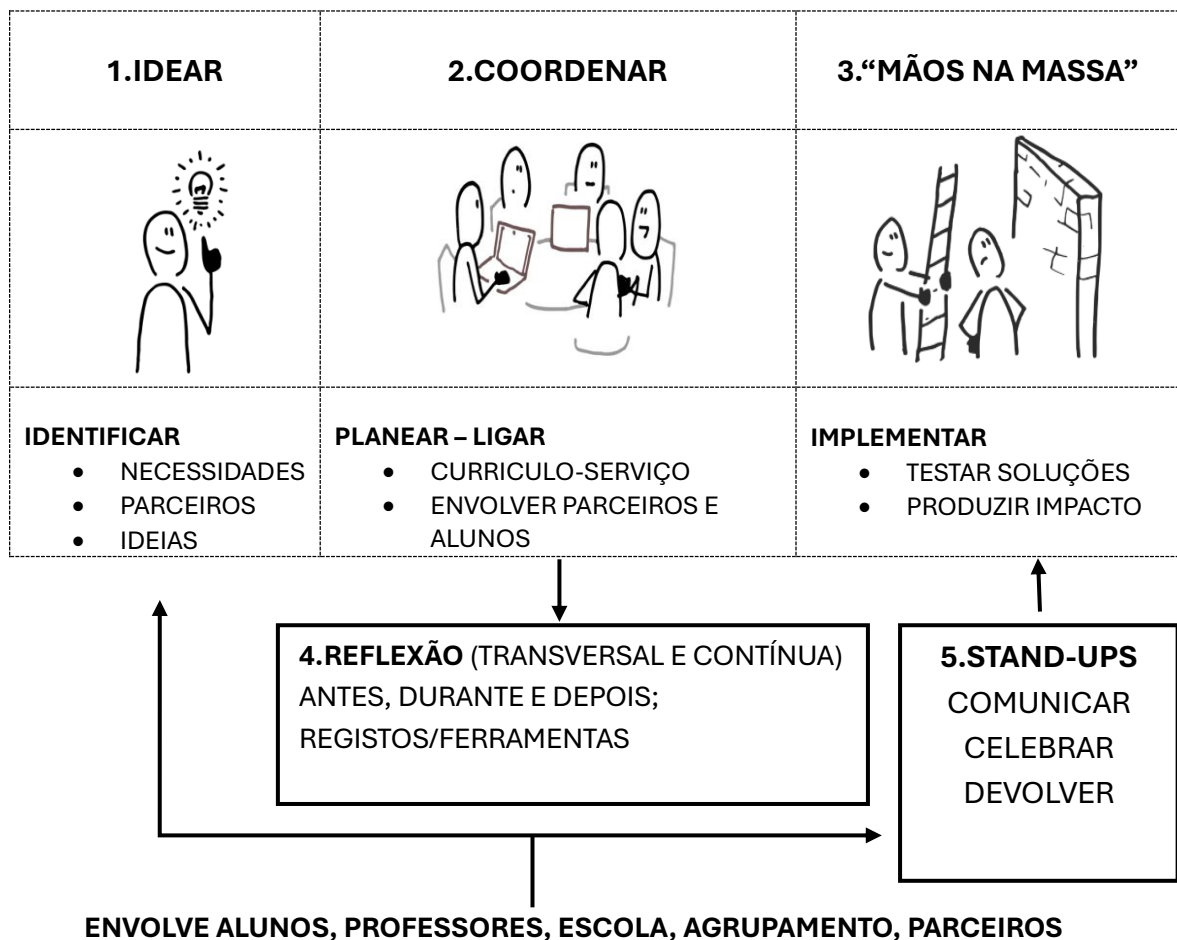 1.IDEAR
2.COORDENAR
3.“MÃOS NA MASSA”
IDENTIFICAR
• NECESSIDADES
• PARCEIROS
• IDEIAS
PLANEAR – LIGAR
• CURRICULO-SERVIÇO
• ENVOLVER PARCEIROS E
ALUNOS
IMPLEMENTAR
• TESTAR SOLUÇÕES
• PRODUZIR IMPACTO
4.REFLEXÃO (TRANSVERSAL E CONTÍNUA)
ANTES, DURANTE E DEPOIS;
REGISTOS/FERRAMENTAS
5.STAND-UPS
COMUNICAR
CELEBRAR
DEVOLVER
ENVOLVE ALUNOS, PROFESSORES, ESCOLA, AGRUPAMENTO, PARCEIROS